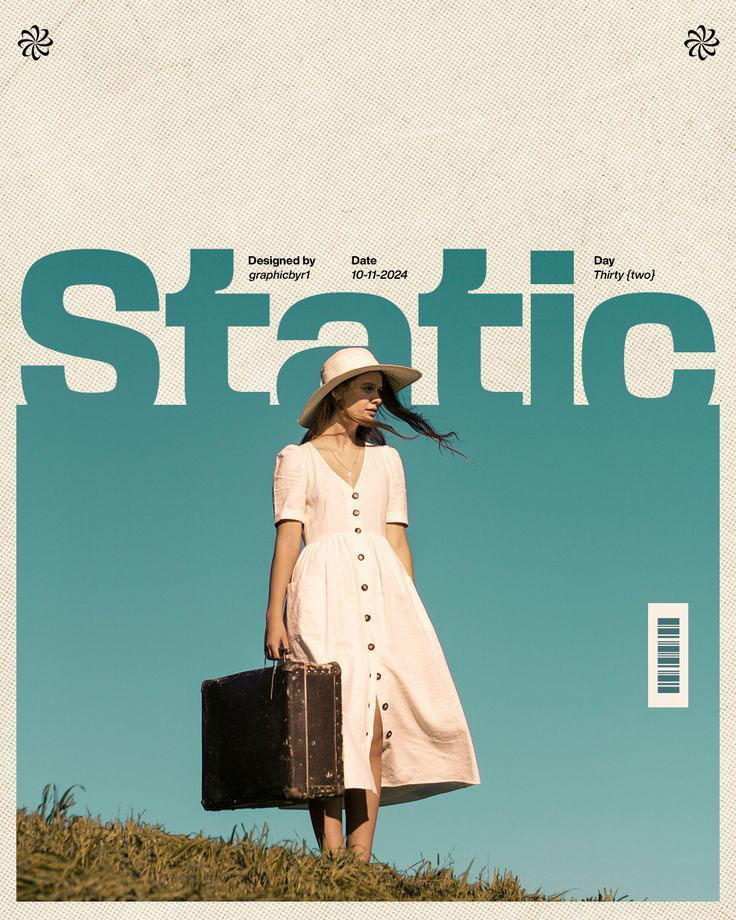 Static
Designed by
graphicbyr1
Date
10-11-2024
Day
Thirty {two}